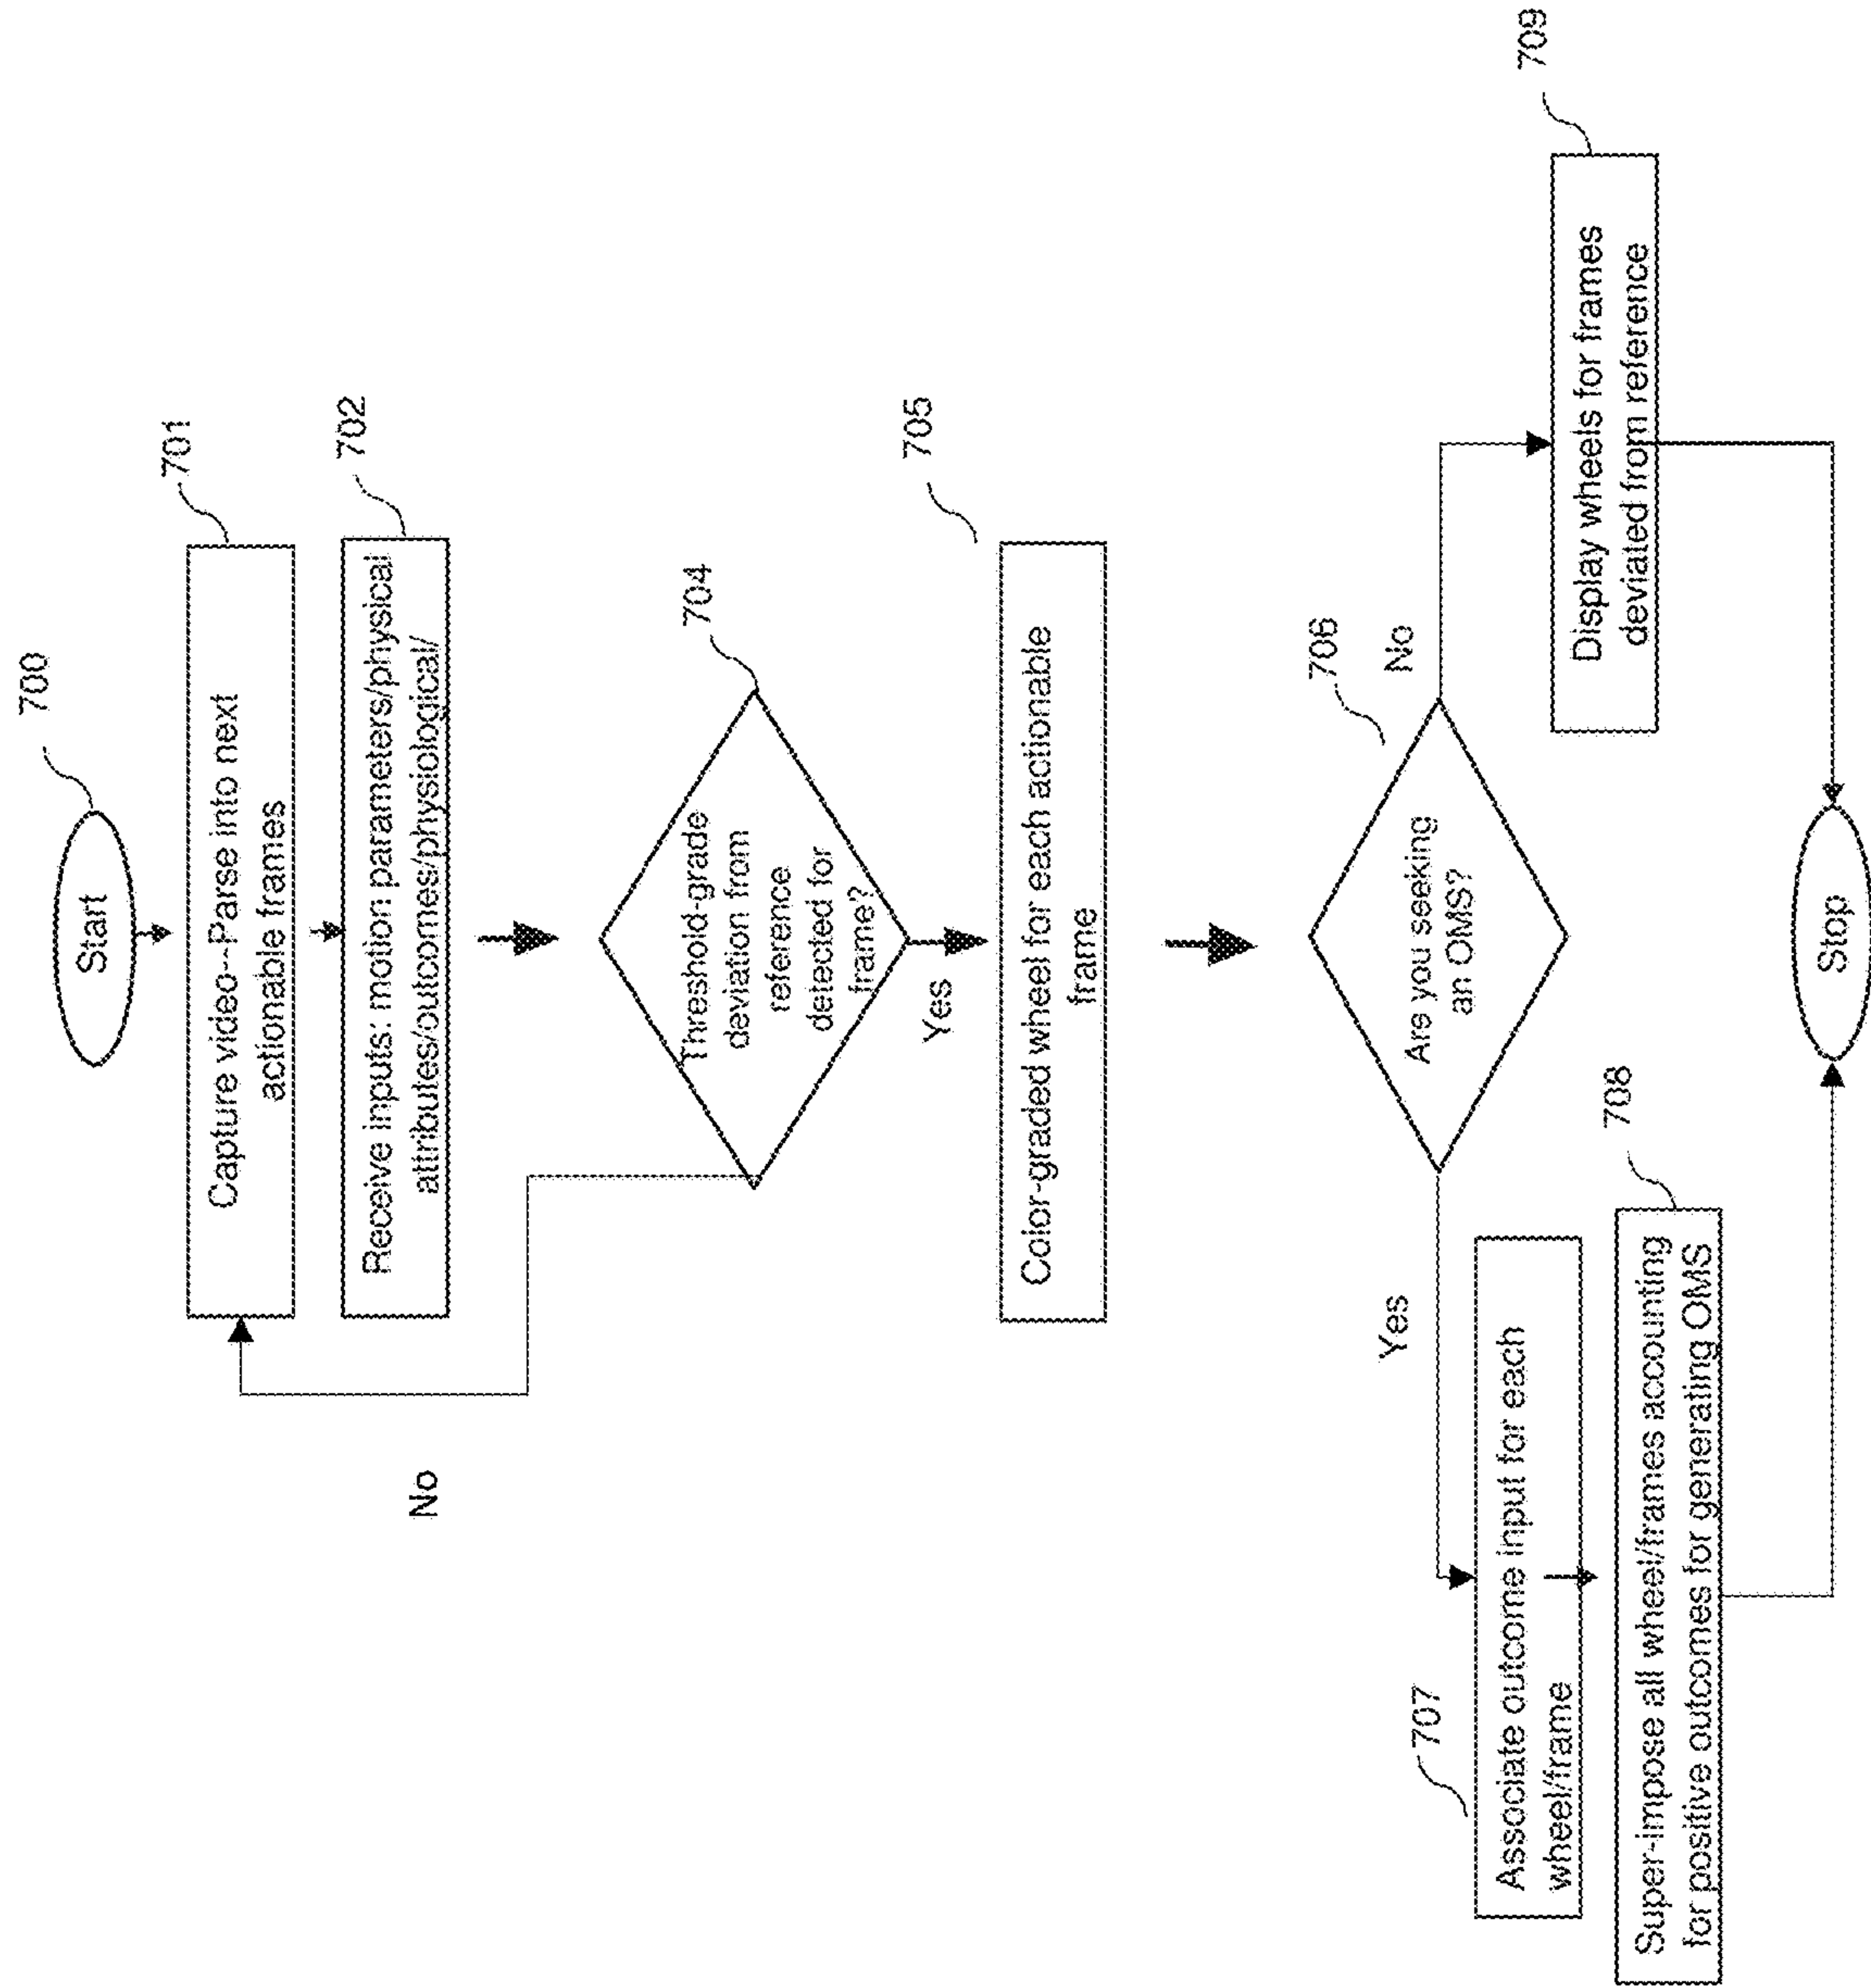 Start
700
Capture video--Parse into next
actionable frames
701
Receive inputs: motion parameters/physical
attributes/outcomes/physiological/
702
No
Threshold-grade
deviation from
reference
detected for
frame?
704
Yes
705
Color-graded wheel for each actionable
frame
706
Are you seeking
an OMS?
Yes
No
707
Associate outcome input for each
wheel/frame
708
Super-impose all wheel/frames accounting
for positive outcomes for generating OMS
709
Display wheels for frames
deviated from reference
Stop